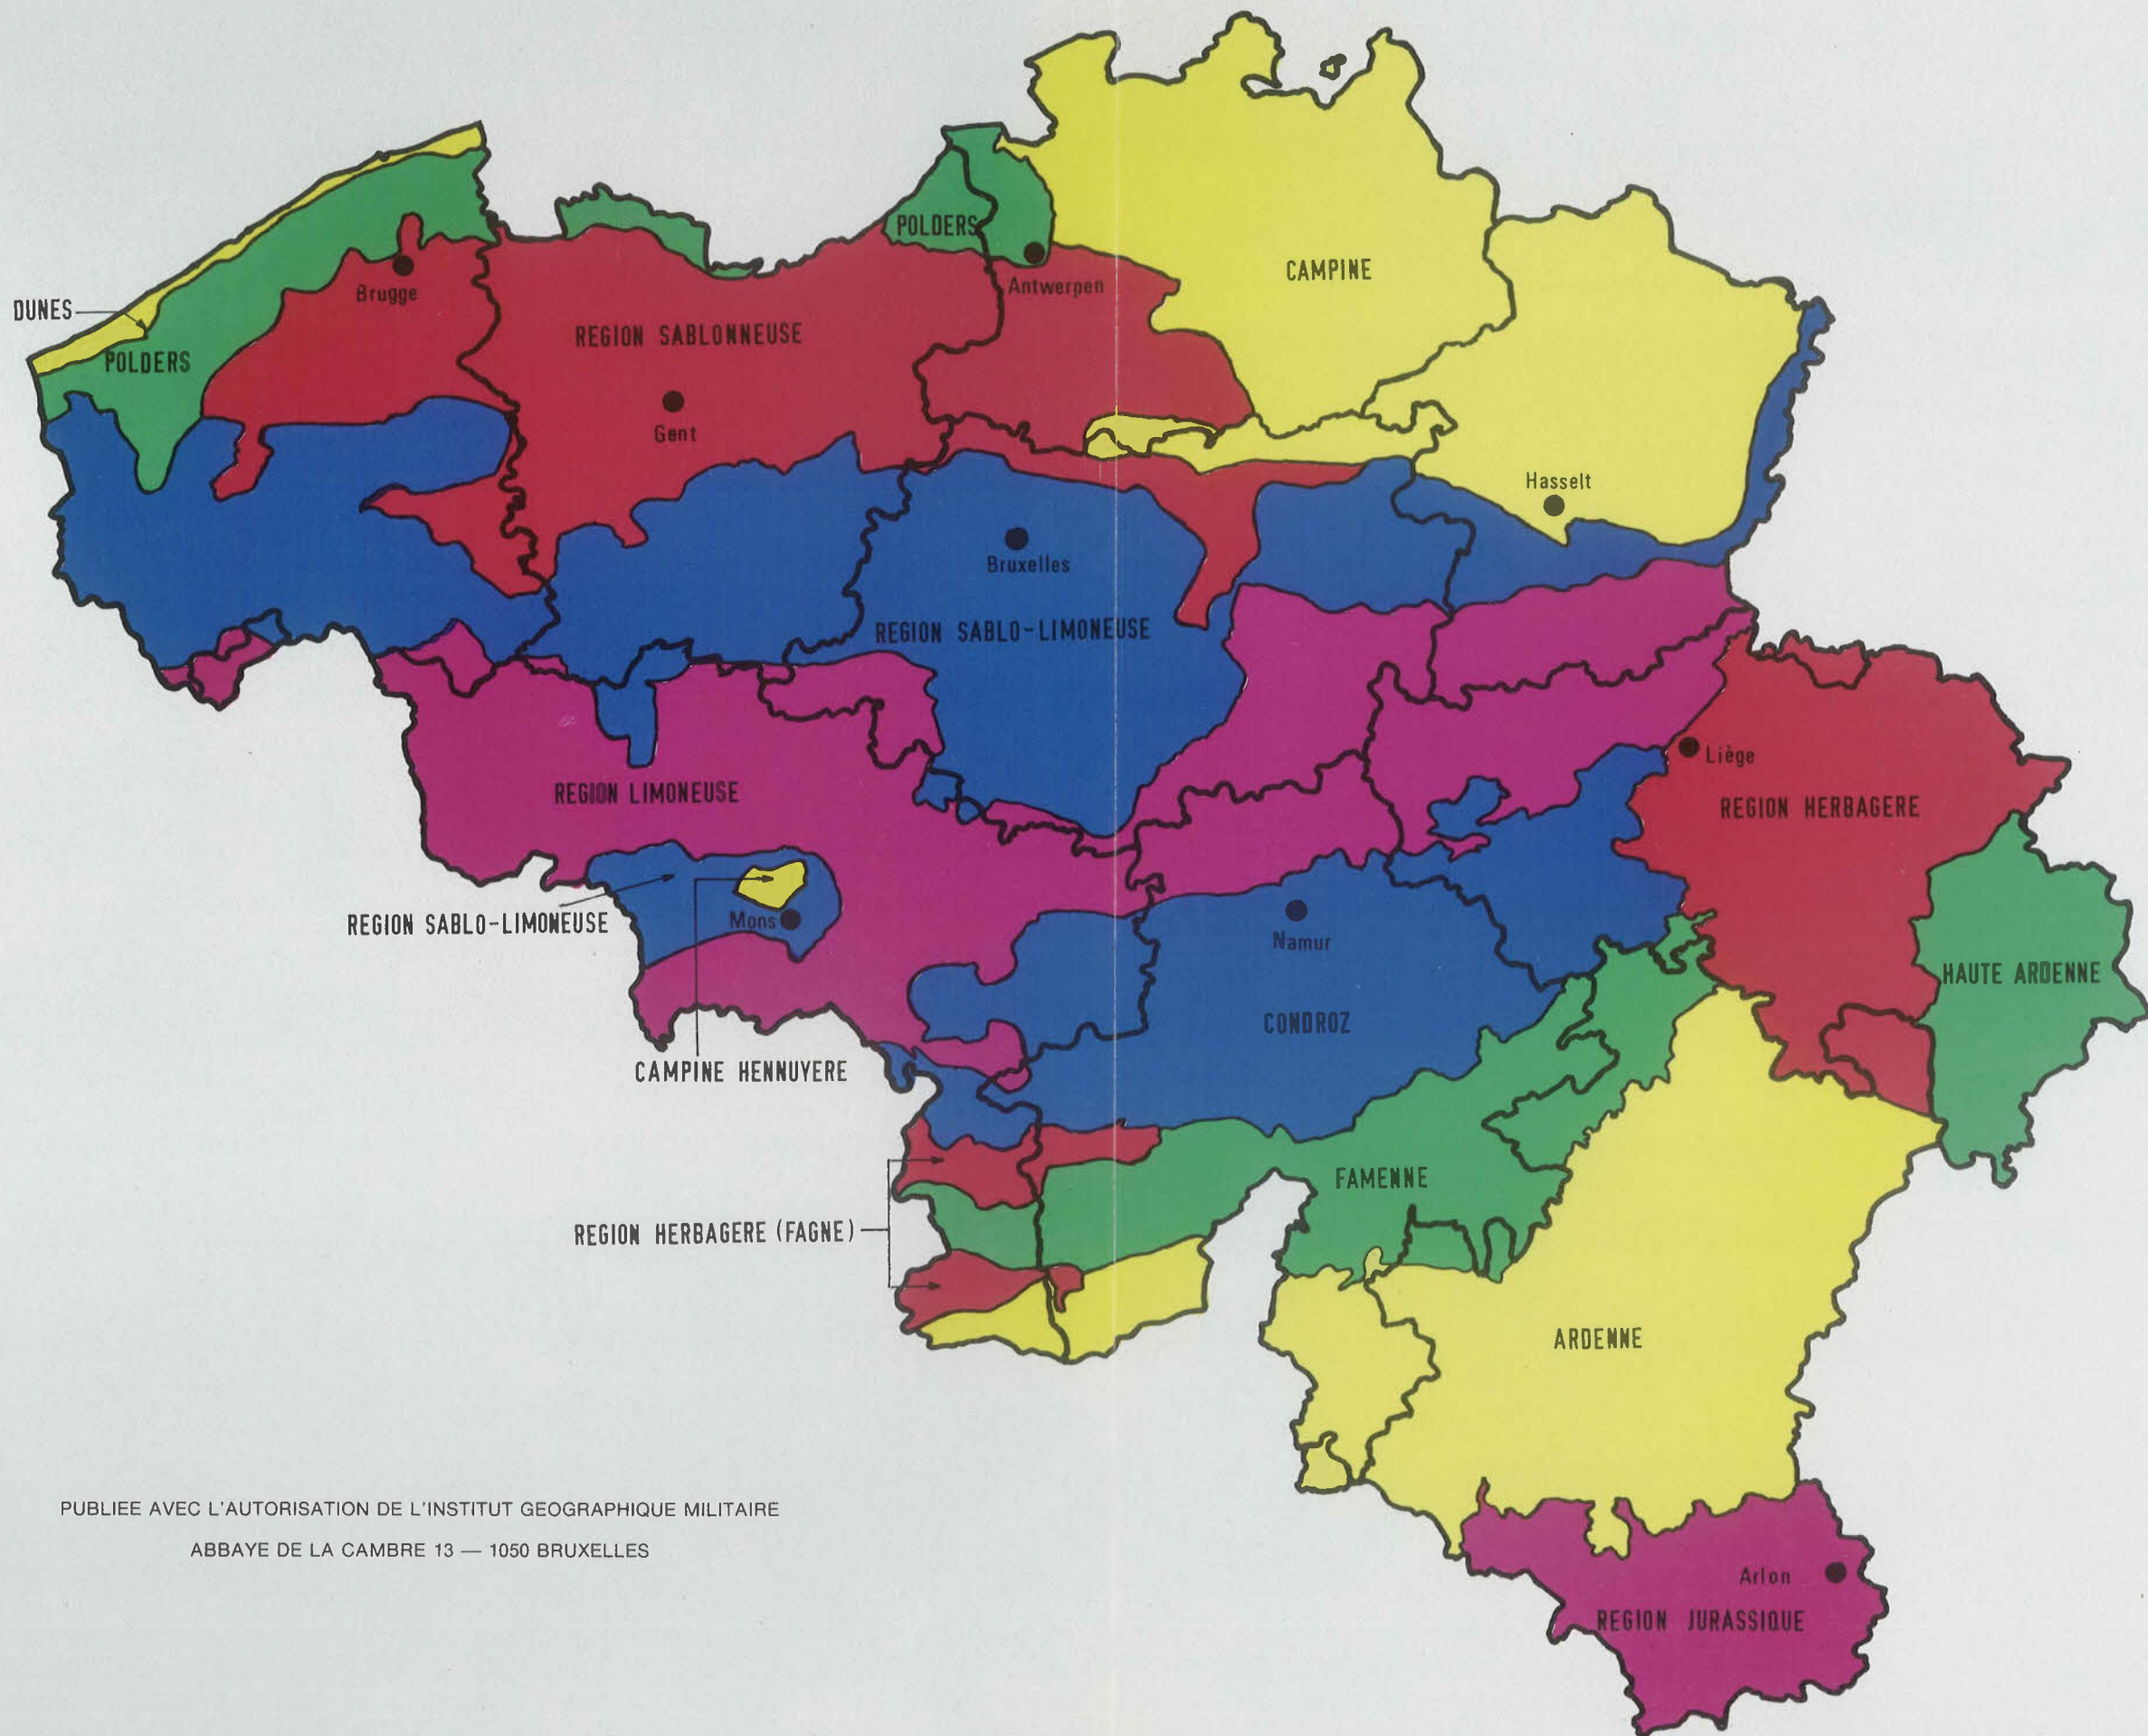 POLDERS
CAMPINE
Antwerpen
Brugge
DUNES
REGION SABLONNEUSE
POLDERS
Gent
Hasselt
Bruxelles
REGION SABLO-LIMONEUSE
Liège
REGION LIMONEUSE
REGION HERBAGERE
REGION SABLO-LIMONEUSE
Mons
Namur
HAUTE ARDENNE
CONDROZ
CAMPINE HENNUYERE
FAMENNE
REGION HERBAGERE (FAGNE)
ARDENNE
PUBLIEE AVEC L'AUTORISATION DE L'INSTITUT GEOGRAPHIQUE MILITAIRE
ABBAYE DE LA CAMBRE 13 — 1050 BRUXELLES
Arlon
REGION JURASSIQUE